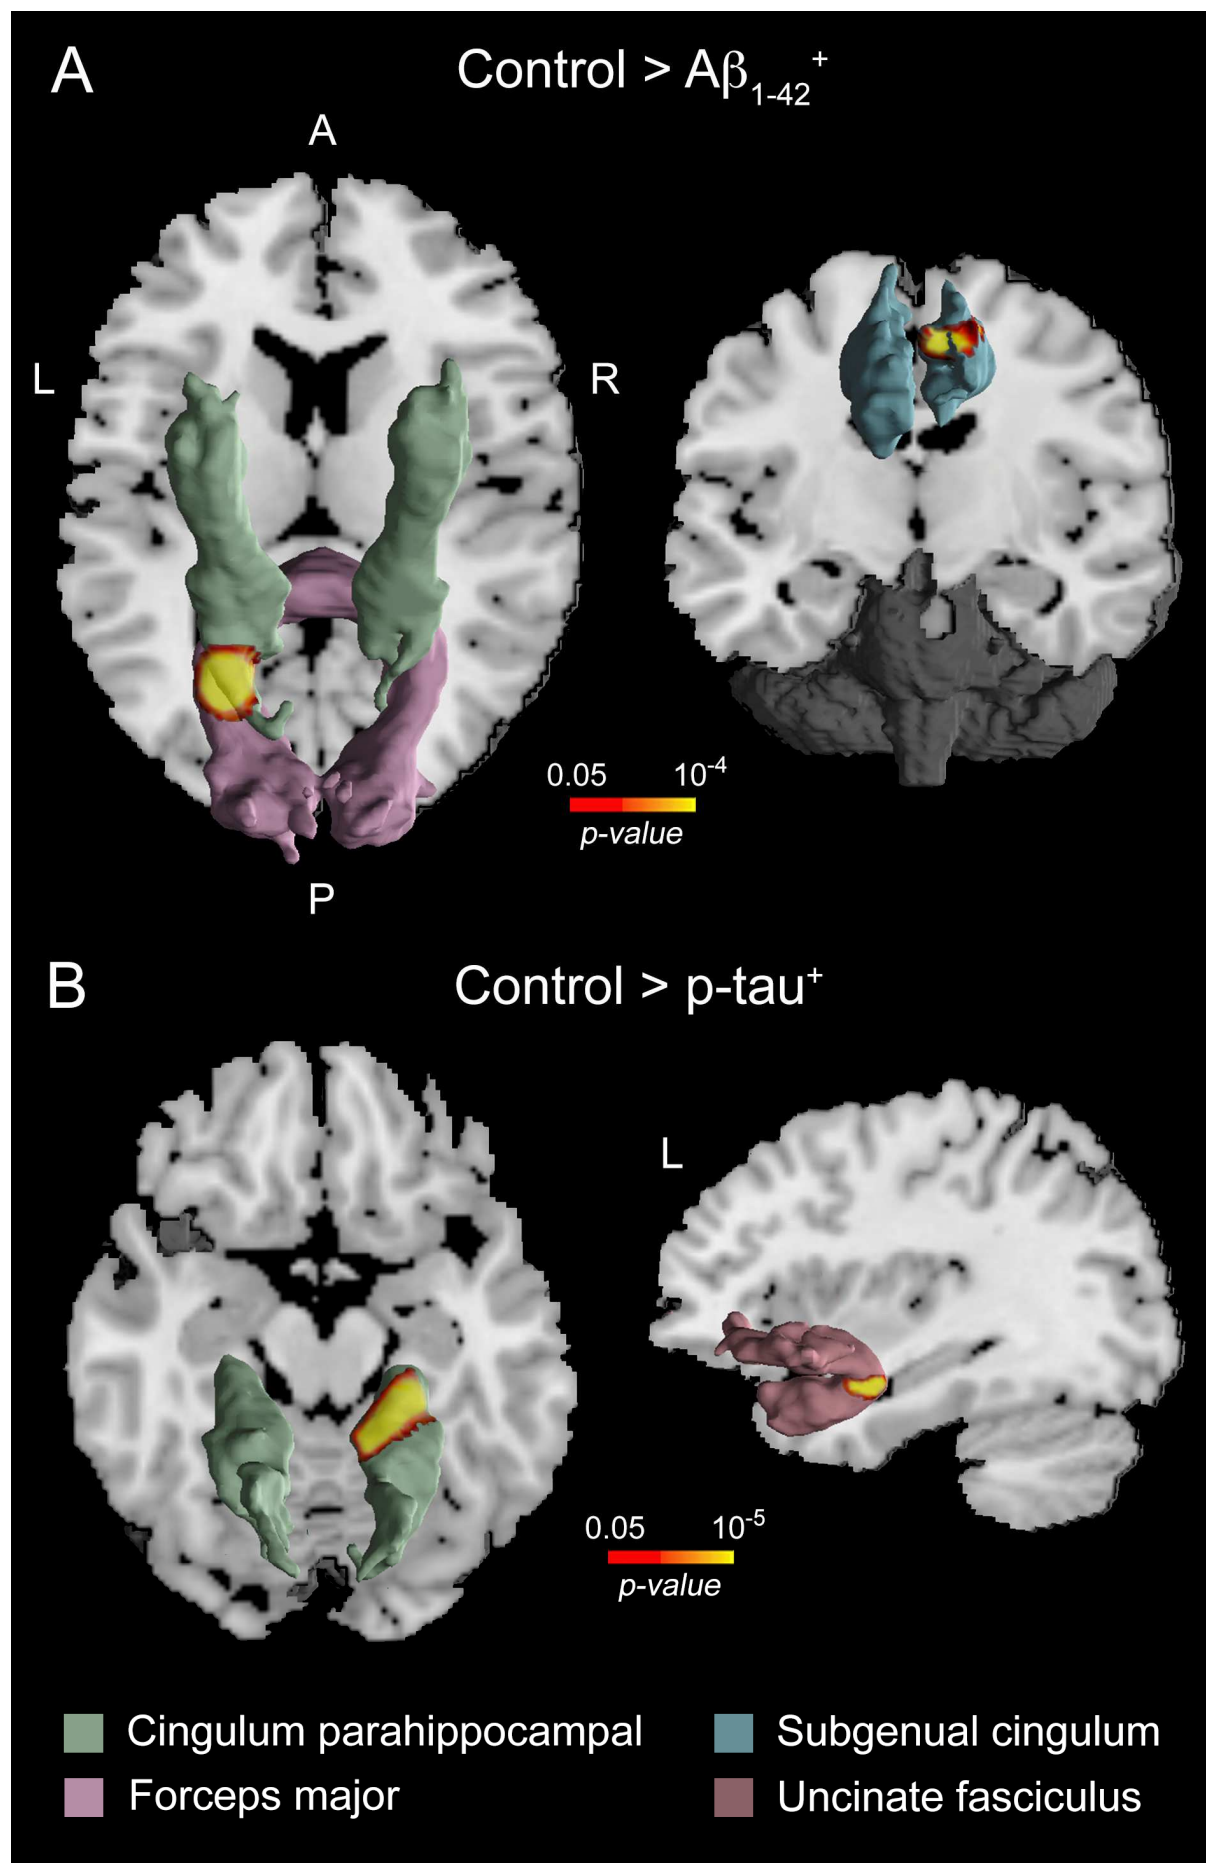 A
Control > Aβ1-42+
A
L
R
0.05 10-4
p-value
P
B
Control > p-tau+
L
0.05 10-5
p-value
Cingulum parahippocampal
Subgenual cingulum
Forceps major
Uncinate fasciculus